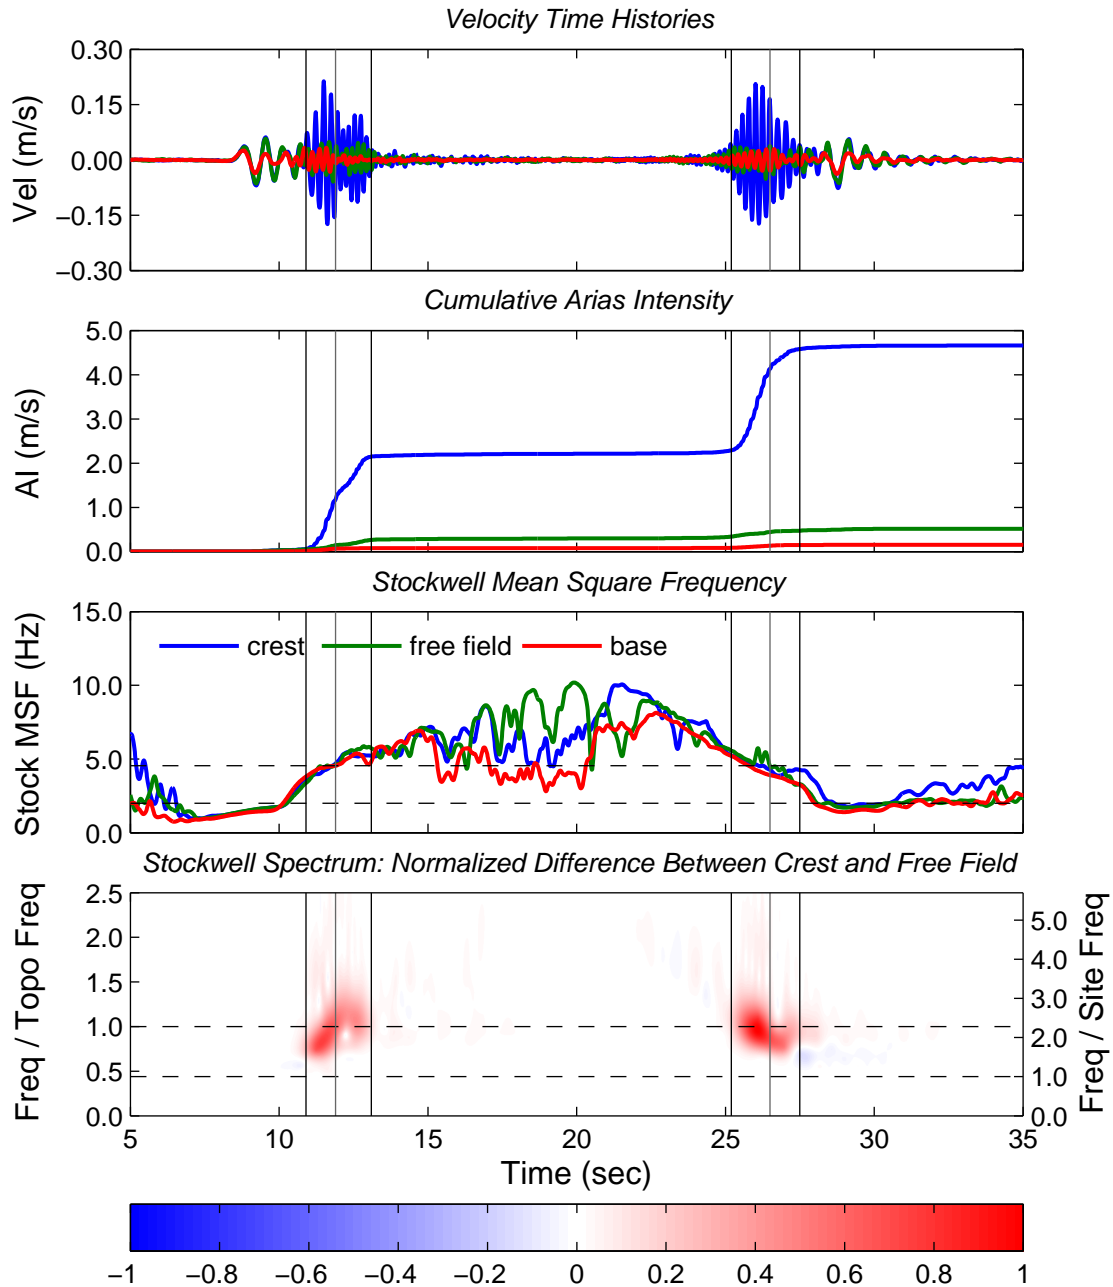 Velocity Time Histories
0.30
0.15
0.00
−0.15
−0.30
Vel (m/s)
Cumulative Arias Intensity
5.0
4.0
3.0
2.0
1.0
0.0
AI (m/s)
Stockwell Mean Square Frequency
15.0
10.0
5.0
0.0
Stock MSF (Hz)
crest free field base
Stockwell Spectrum: Normalized Difference Between Crest and Free Field
2.5
2.0
1.5
1.0
0.5
0.0
Freq / Topo Freq
5.0
4.0
3.0
2.0
1.0
0.0
Freq / Site Freq
5 10 15 20 25 30 35
Time (sec)
−1 −0.8 −0.6 −0.4 −0.2 0 0.2 0.4 0.6 0.8 1